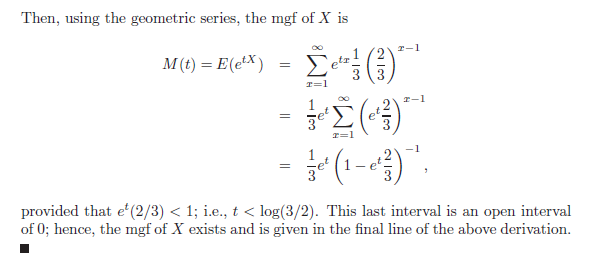 Then, using the geometric series, the mgf of X is
M(t) = E(e^{tX}) = \sum_{x=1}^{\infty} e^{tx} \frac{1}{3} \left( \frac{2}{3} \right)^{x-1}
= \frac{1}{3} e^t \sum_{x=1}^{\infty} \left( e^t \frac{2}{3} \right)^{x-1}
= \frac{1}{3} e^t \left( 1 - e^t \frac{2}{3} \right)^{-1},
provided that e^t(2/3) < 1; i.e., t < log(3/2). This last interval is an open interval
of 0; hence, the mgf of X exists and is given in the final line of the above derivation.
■